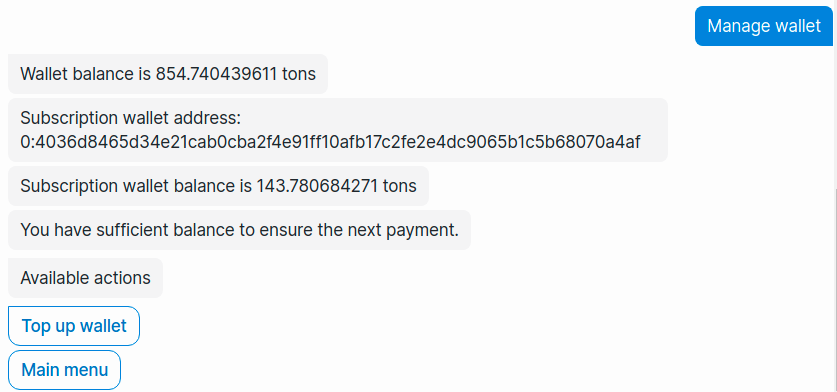 Manage wallet
Wallet balance is 854.740439611 tons
Subscription wallet address:
0:4036d8465d34e21cab0cba2f4e91ff10afb17c2fe2e4dc9065b1c5b68070a4af
Subscription wallet balance is 143.780684271 tons
You have sufficient balance to ensure the next payment.
Available actions
Top up wallet
Main menu